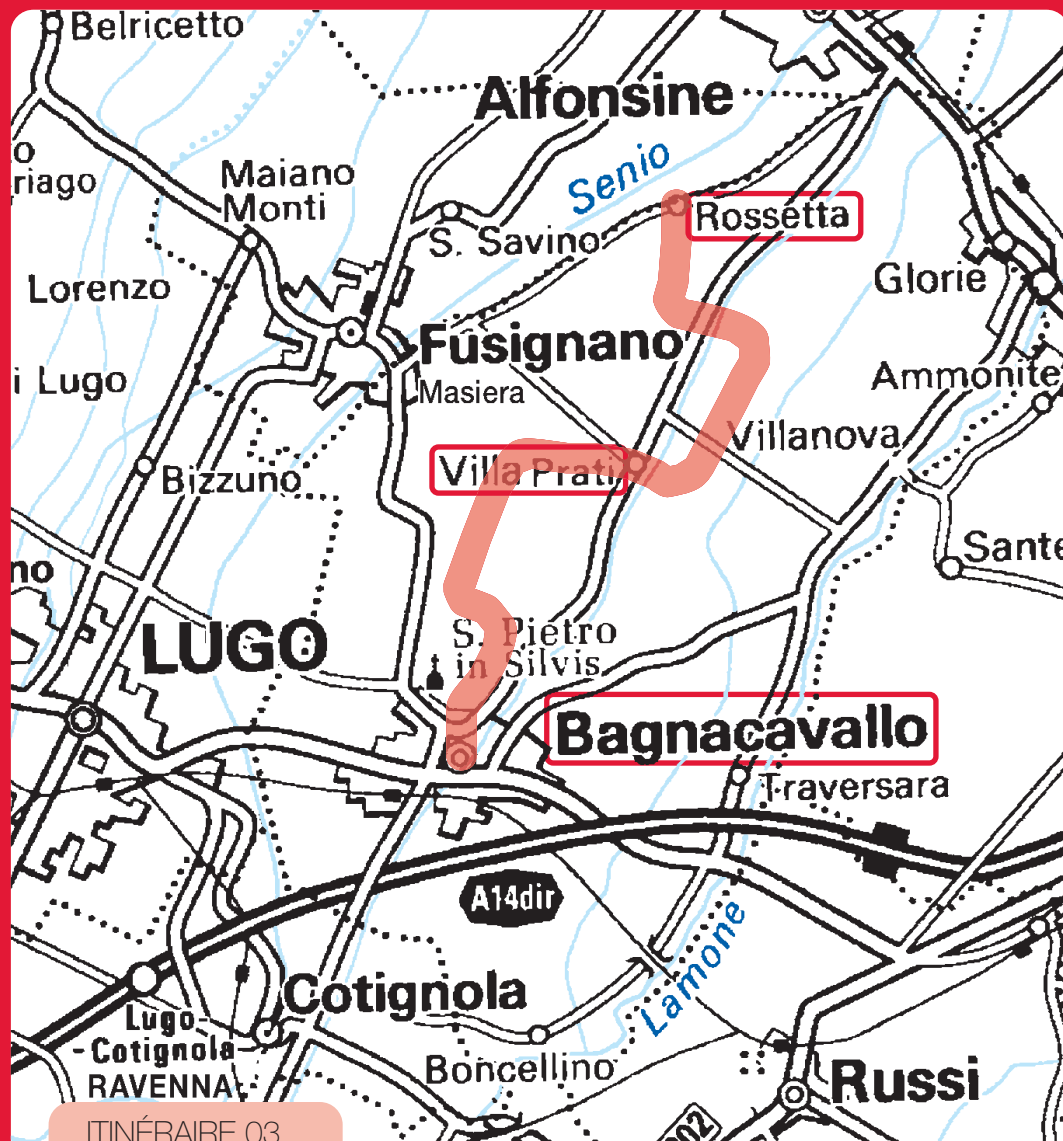 Belricetto
Alfonsine
Senio
Maiano
Monti
riago
Rossetta
S. Savino
Lorenzo
Glorie
Fusignano
i Lugo
Masiera
Ammonite
Villanova
Villa Prati
Bizzuno
Sante
no
LUGO
S. Pietro
in Silvis
Bagnacavallo
Traversara
A14dir
Lamone
Cotignola
Lugo-
-Cotignola
RAVENNA
Boncellino
Russi
ITINÉRAIRE 03